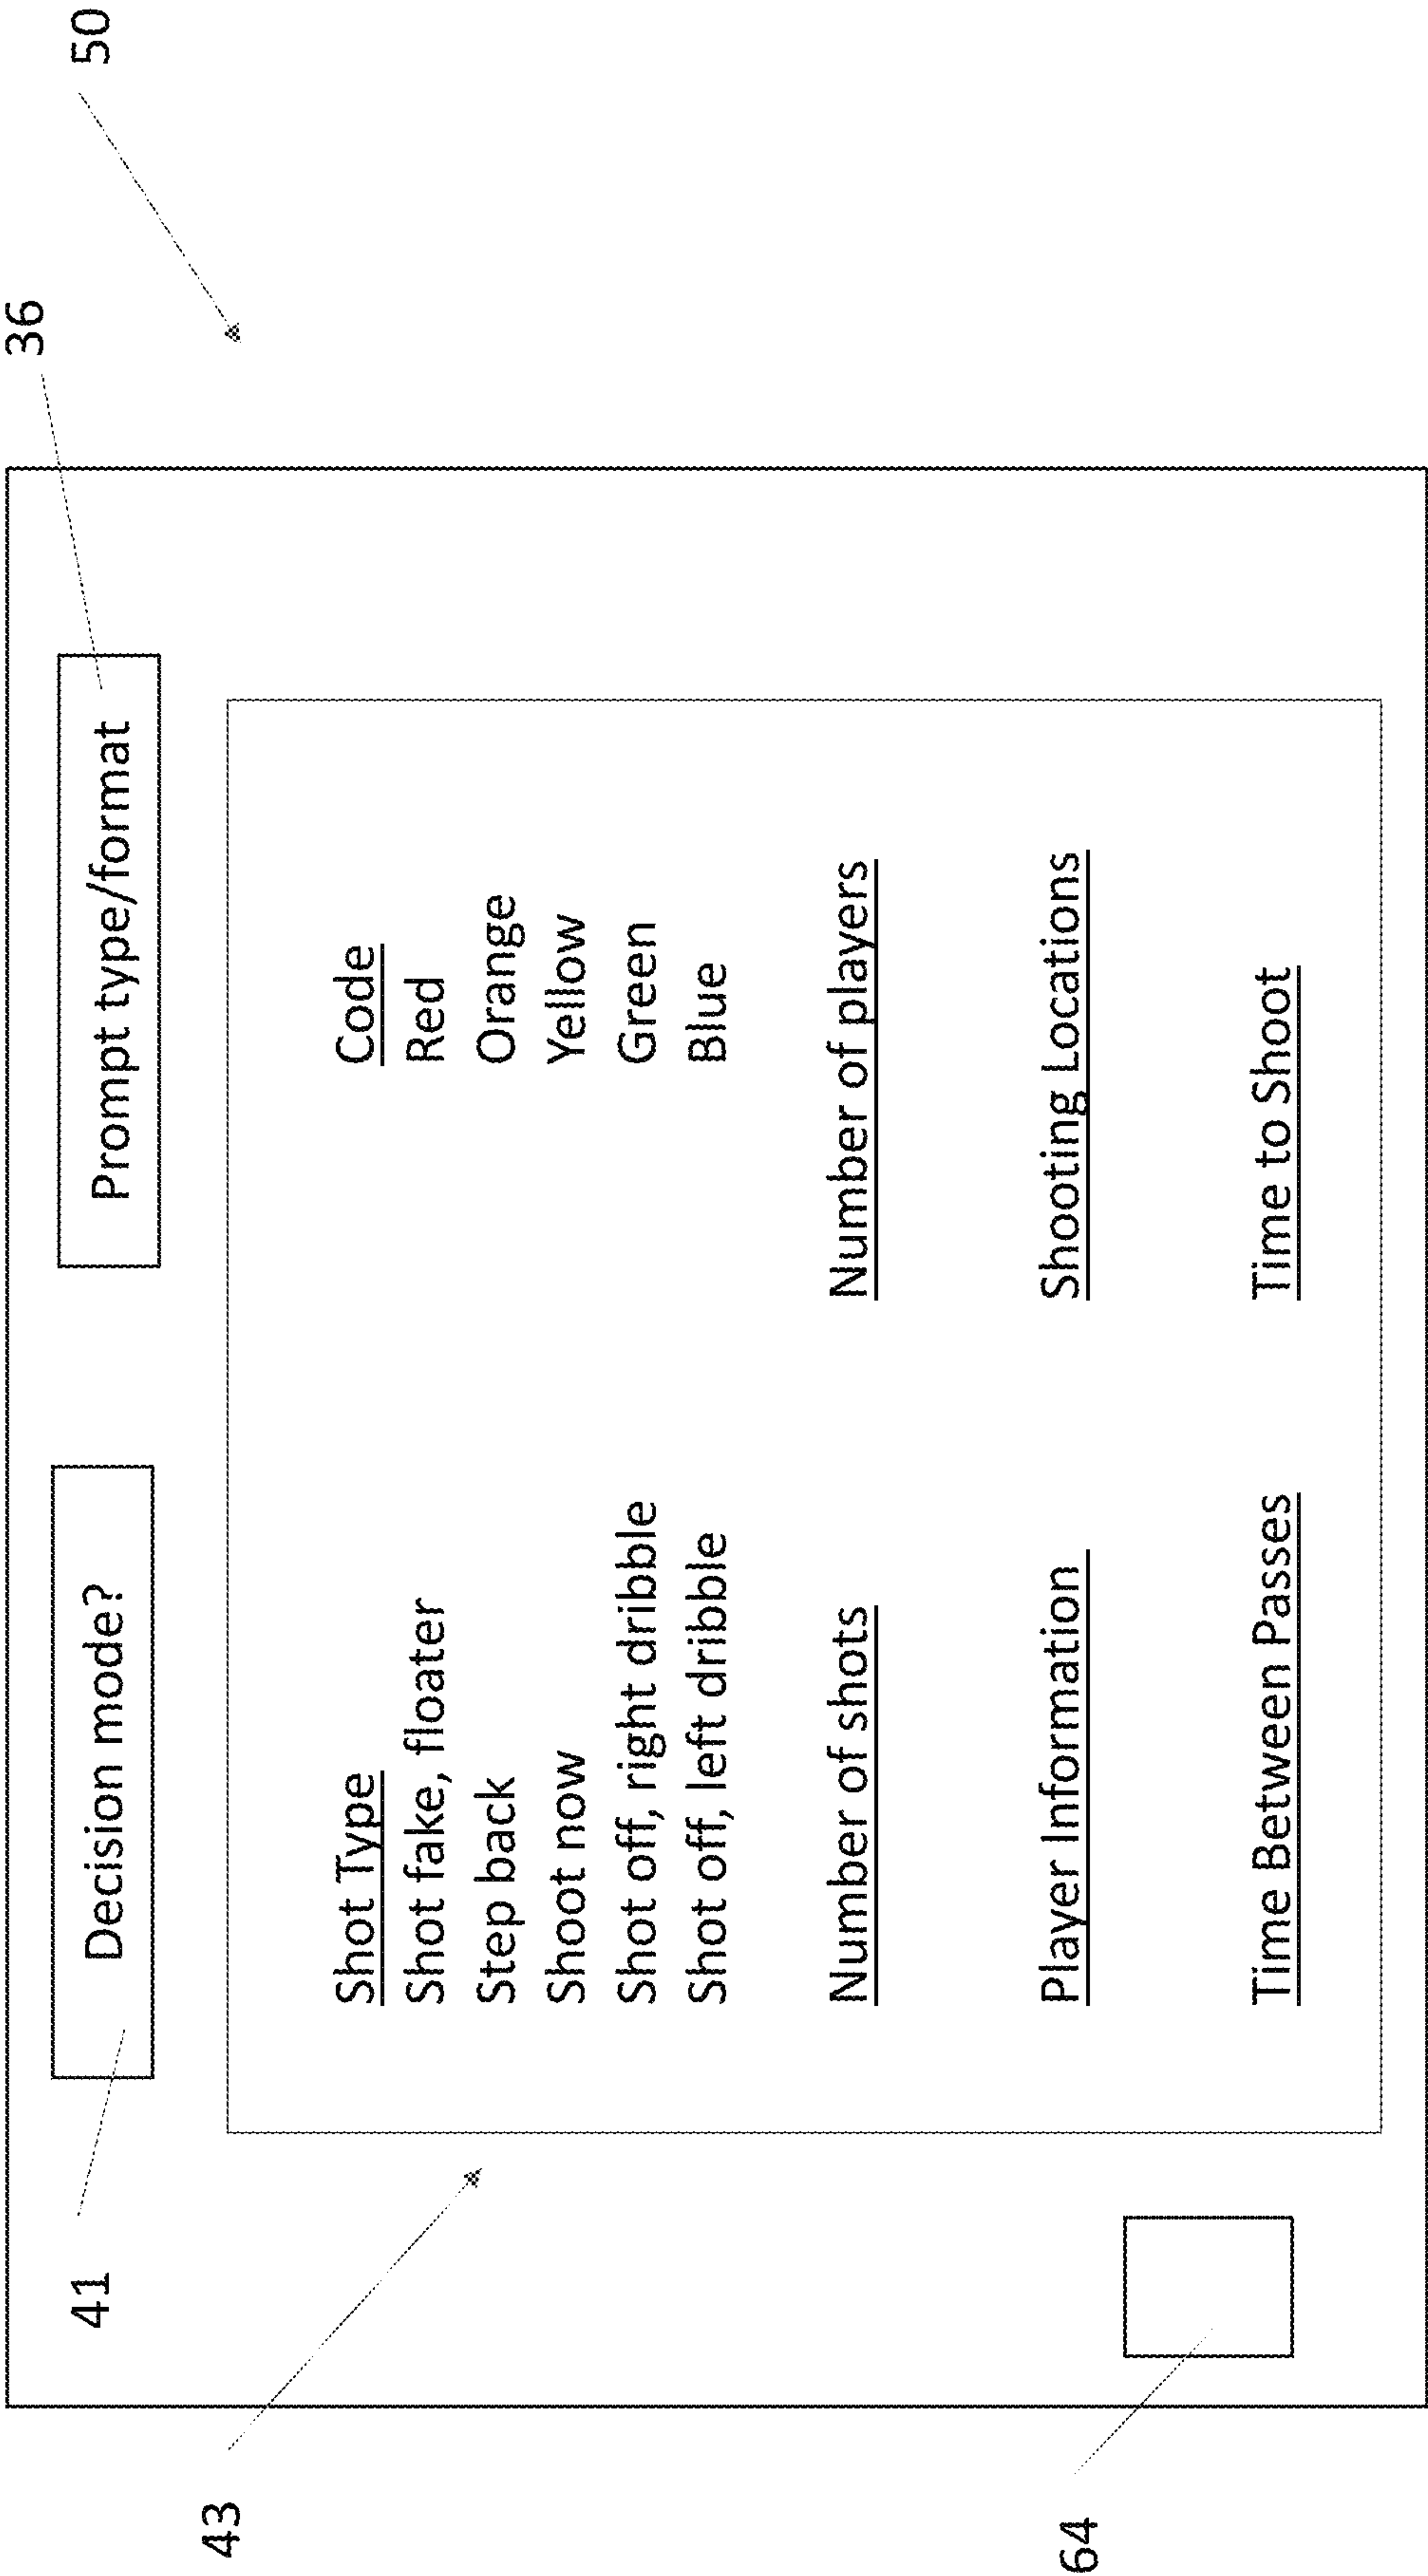 50
36
41
Decision mode?
Prompt type/format
43
Shot Type Code
Shot fake, floater Red
Step back Orange
Shoot now Yellow
Shot off, right dribble Green
Shot off, left dribble Blue
Number of shots Number of players
Player Information Shooting Locations
Time Between Passes Time to Shoot
64